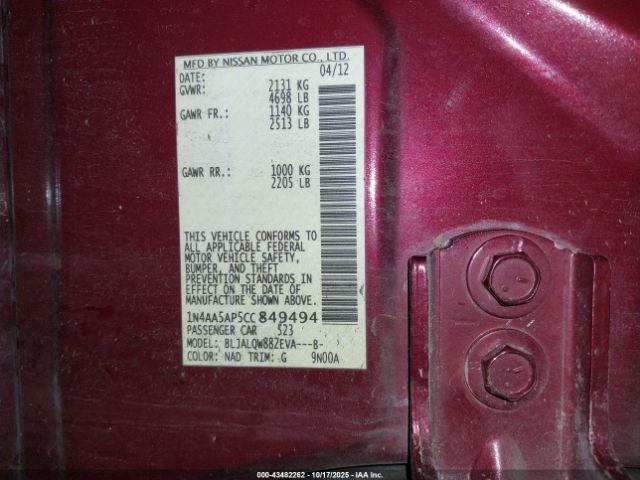 MFD BY NISSAN MOTOR CO., LTD.
DATE: 04/12
GVWR: 2131 KG
4698 LB
GAWR FR.: 1140 KG
2513 LB
GAWR RR.: 1000 KG
2205 LB
THIS VEHICLE CONFORMS TO
ALL APPLICABLE FEDERAL
MOTOR VEHICLE SAFETY,
BUMPER, AND THEFT
PREVENTION STANDARDS IN
EFFECT ON THE DATE OF
MANUFACTURE SHOWN ABOVE.
1N4AA5AP5CC849494
PASSENGER CAR 523
MODEL: BLJALQW882EVA---B-
COLOR: NAD TRIM: G 9N00A
000-43482262 - 10/17/2025 - IAA Inc.